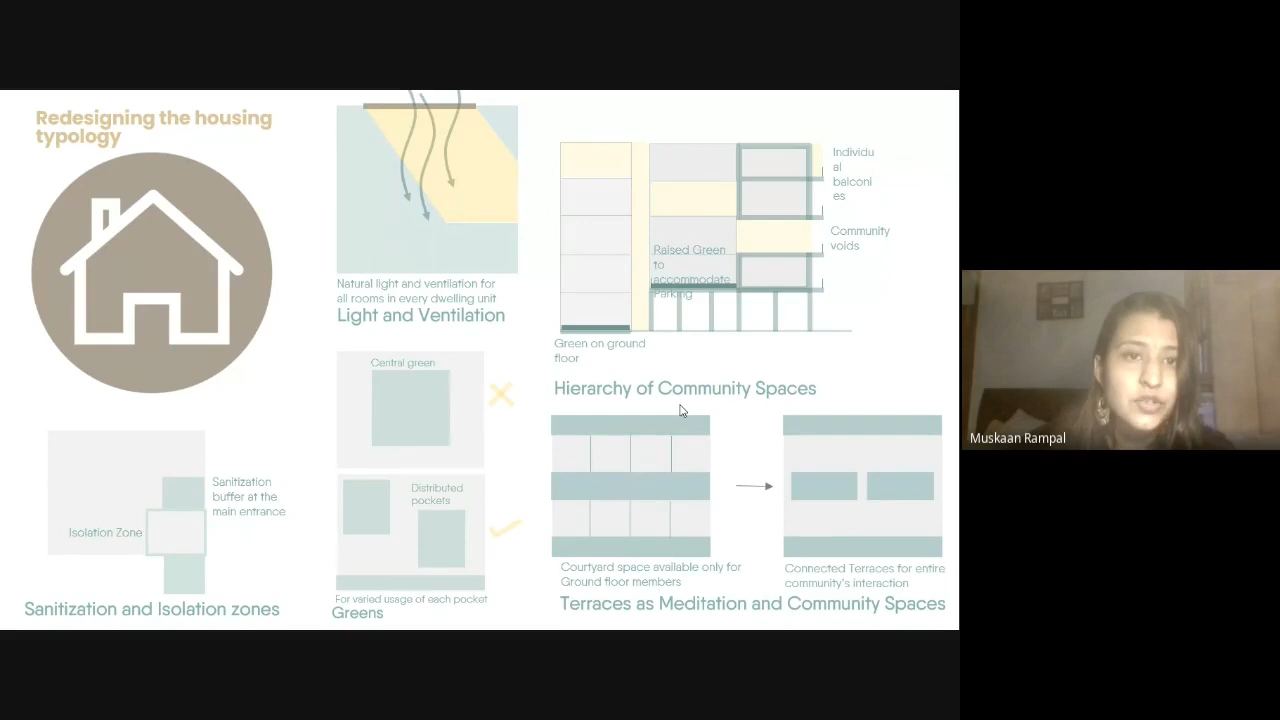 Redesigning the housing
typology
Natural light and ventilation for
all rooms in every dwelling unit
Light and Ventilation
Individu
al
balconi
es
Community
voids
Raised Green
to
accommodate
Parking
Green on ground
floor
Hierarchy of Community Spaces
Central green
Distributed
pockets
For varied usage of each pocket
Greens
Sanitization
buffer at the
main entrance
Isolation Zone
Sanitization and Isolation zones
Courtyard space available only for
Ground floor members
Connected Terraces for entire
community's interaction
Terraces as Meditation and Community Spaces
Muskaan Rampal